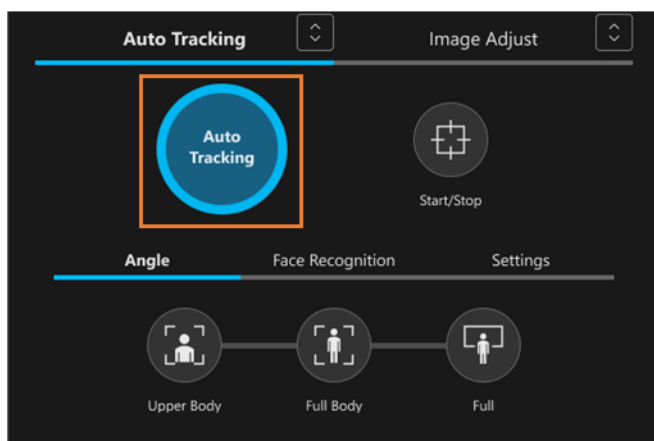 Auto Tracking
Image Adjust
Auto
Tracking
Start/Stop
Angle
Face Recognition
Settings
Upper Body
Full Body
Full